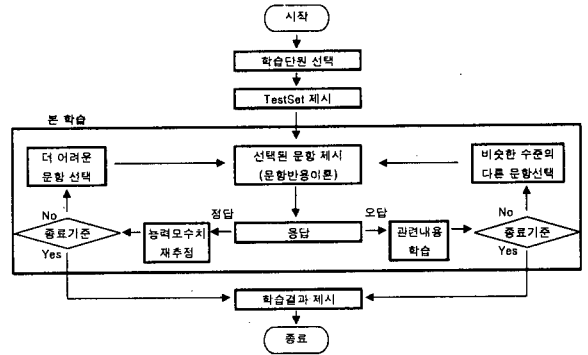 시작
학습단원 선택
TestSet 제시
본 학습
더 어려운
문항 선택
선택된 문항 제시
(문항반응이론)
비슷한 수준의
다른 문항선택
No
정답
오답
No
종료기준
능력모수치
재추정
응답
관련내용
학습
종료기준
Yes
Yes
학습결과 제시
종료